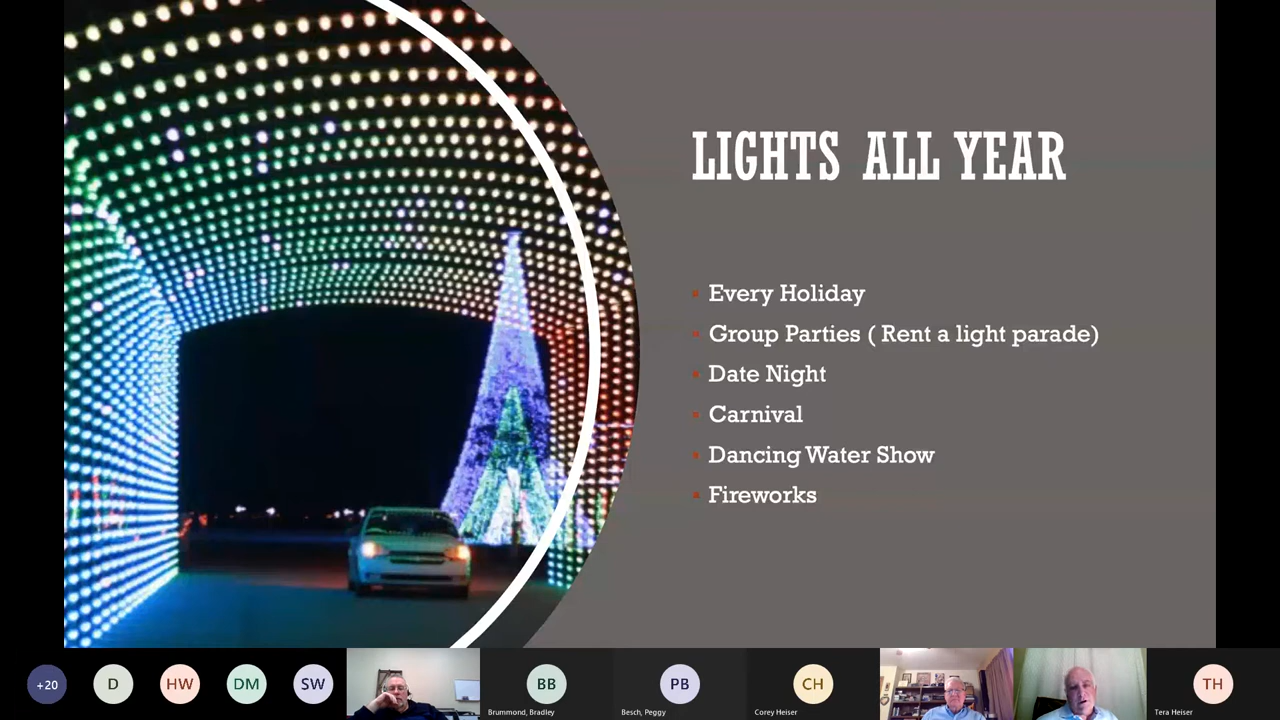 LIGHTS ALL YEAR
Every Holiday
Group Parties ( Rent a light parade)
Date Night
Carnival
Dancing Water Show
Fireworks
+20
D
HW
DM
SW
BB
Brummond, Bradley
PB
Besch, Peggy
CH
Corey Heiser
TH
Tera Heiser